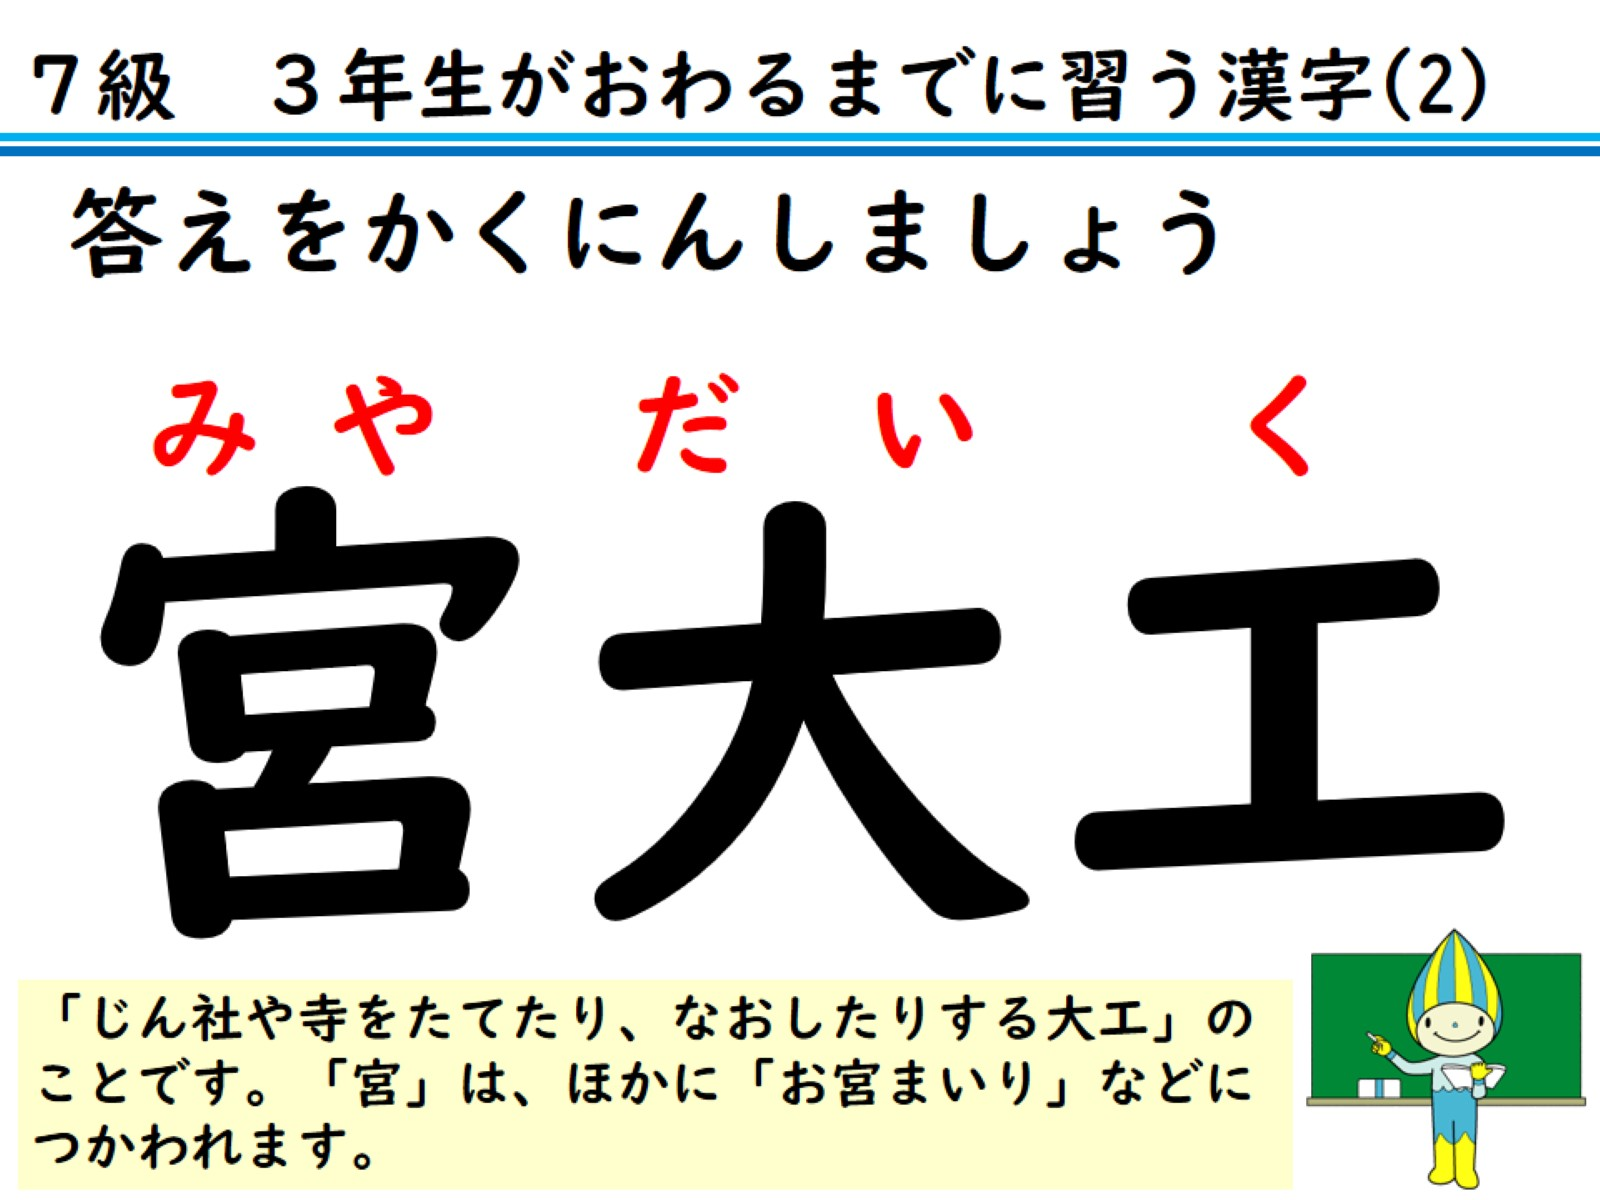 ７級　３年生がおわるまでに習う漢字(2)
答えをかくにんしましょう
みや　だい　く
宮大工
「じん社や寺をたてたり、なおしたりする大工」の
ことです。「宮」は、ほかに「お宮まいり」などに
つかわれます。